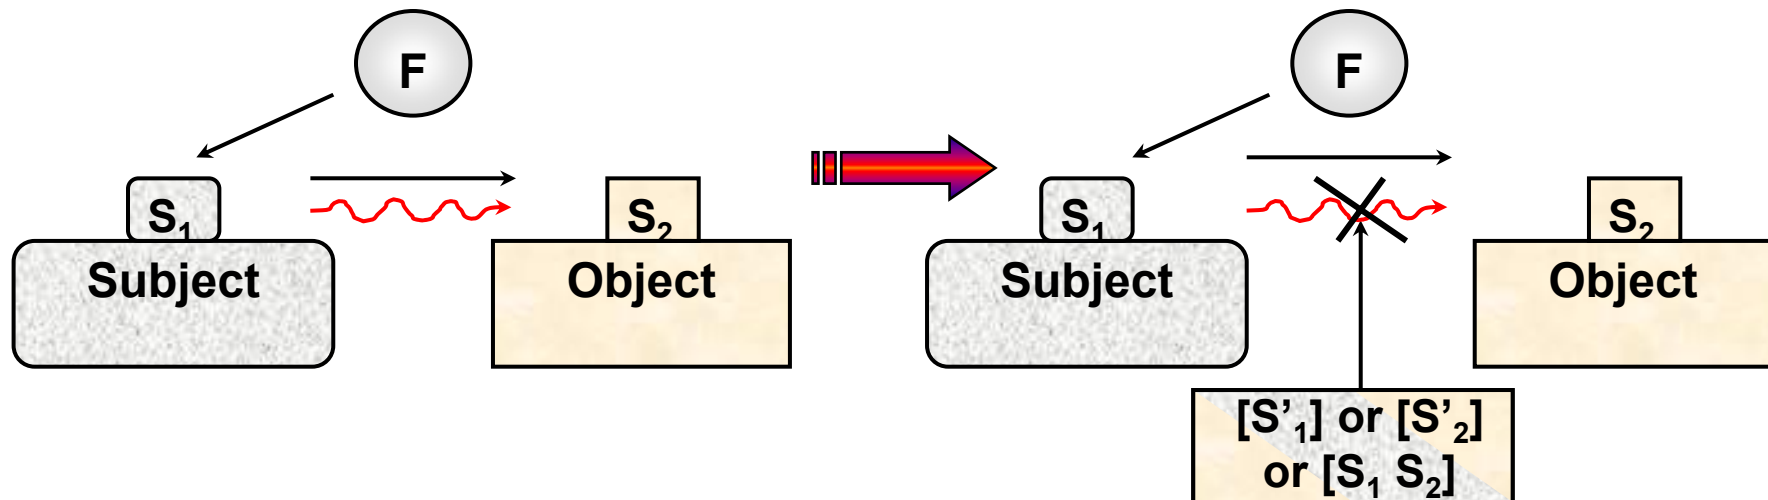 F
S₁
Subject
S₂
Object
F
S₁
Subject
S₂
Object
[S’₁] or [S’₂]
or [S₁ S₂]